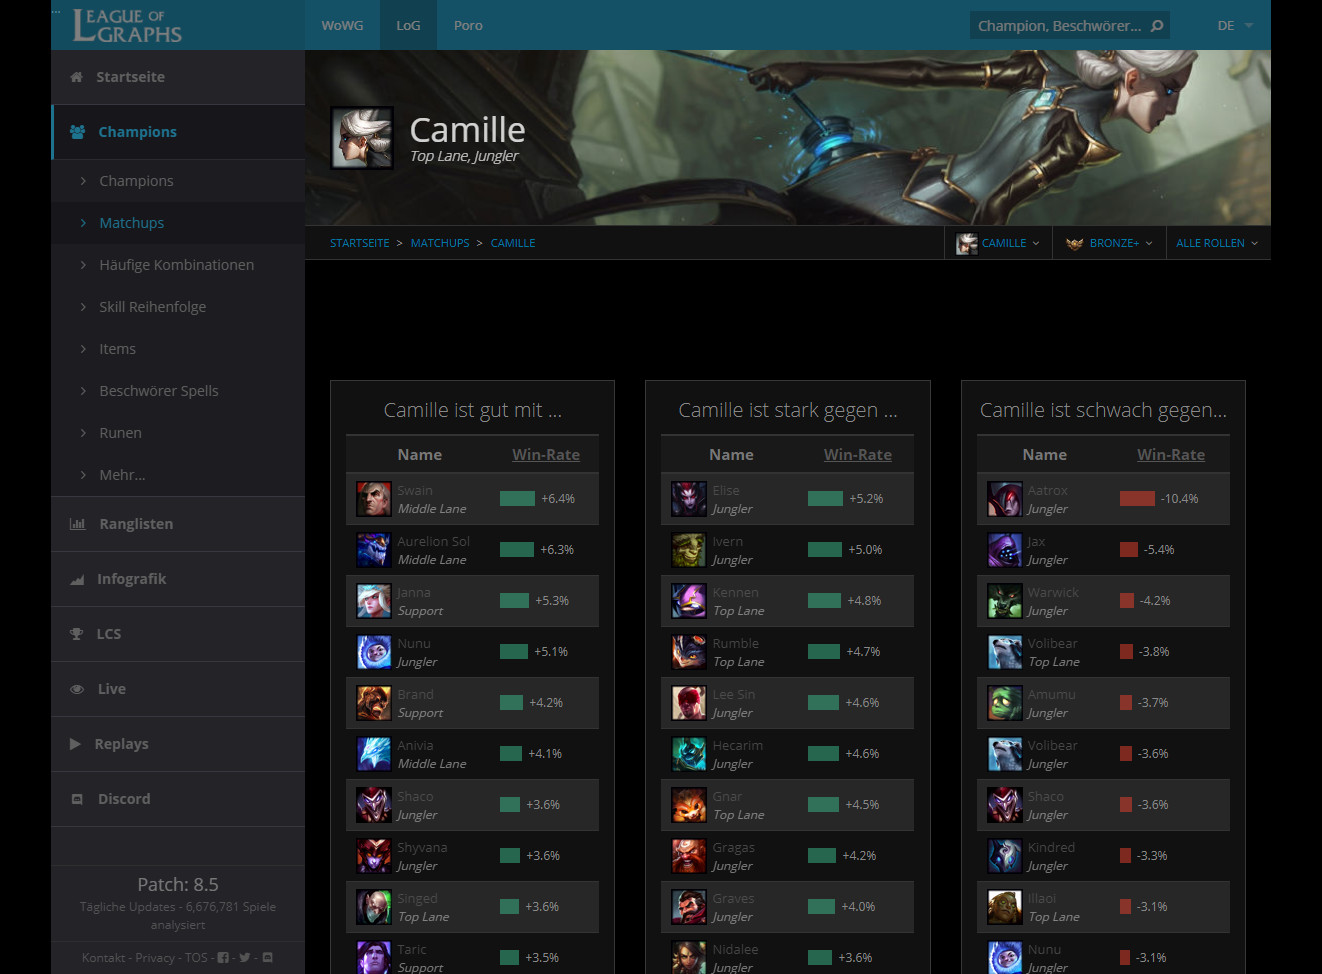 LEAGUE OF
GRAPHS
WoWG
LoG
Poro
Champion, Beschwörer...
DE
Startseite
Champions
Champions
Matchups
Häufige Kombinationen
Skill Reihenfolge
Items
Beschwörer Spells
Runen
Mehr...
Ranglisten
Infografik
LCS
Live
Replays
Discord
Patch: 8.5
Tägliche Updates - 6,676,781 Spiele
analysiert
Kontakt - Privacy - TOS - - -
Camille
Top Lane, Jungler
STARTSEITE > MATCHUPS > CAMILLE
CAMILLE
BRONZE+
ALLE ROLLEN
Camille ist gut mit ...
Name Win-Rate
Swain
Middle Lane
+6.4%
Aurelion Sol
Middle Lane
+6.3%
Janna
Support
+5.3%
Nunu
Jungler
+5.1%
Brand
Support
+4.2%
Anivia
Middle Lane
+4.1%
Shaco
Jungler
+3.6%
Shyvana
Jungler
+3.6%
Singed
Top Lane
+3.6%
Taric
Support
+3.5%
Camille ist stark gegen ...
Name Win-Rate
Elise
Jungler
+5.2%
Ivern
Jungler
+5.0%
Kennen
Top Lane
+4.8%
Rumble
Top Lane
+4.7%
Lee Sin
Jungler
+4.6%
Hecarim
Jungler
+4.6%
Gnar
Top Lane
+4.5%
Gragas
Jungler
+4.2%
Graves
Jungler
+4.0%
Nidalee
Jungler
+3.6%
Camille ist schwach gegen...
Name Win-Rate
Aatrox
Jungler
-10.4%
Jax
Jungler
-5.4%
Warwick
Jungler
-4.2%
Volibear
Top Lane
-3.8%
Amumu
Jungler
-3.7%
Volibear
Jungler
-3.6%
Shaco
Jungler
-3.6%
Kindred
Jungler
-3.3%
Illaoi
Top Lane
-3.1%
Nunu
Jungler
-3.1%